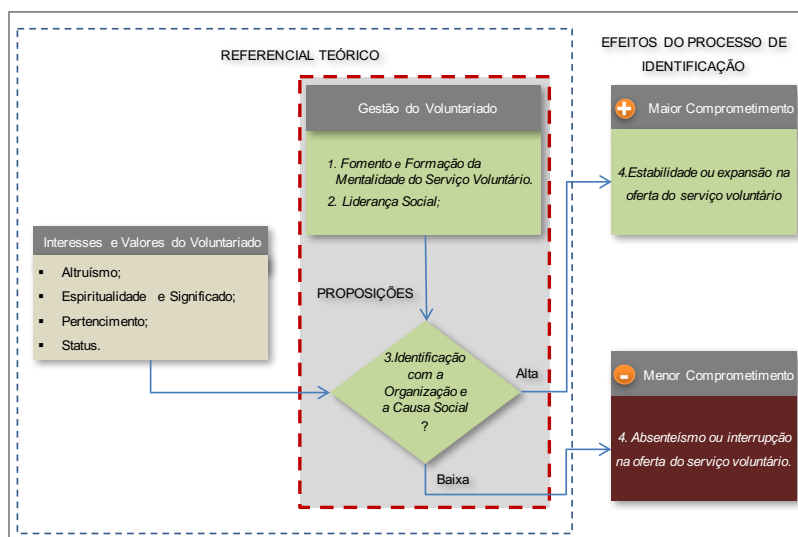 REFERENCIAL TEÓRICO
EFEITOS DO PROCESSO DE
IDENTIFICAÇÃO
Gestão do Voluntariado
1. Fomento e Formação da
Mentalidade do Serviço Voluntário.
2. Liderança Social;
+ Maior Comprometimento
4.Estabilidade ou expansão na
oferta do serviço voluntário
Interesses e Valores do Voluntariado
▪ Altruísmo;
▪ Espiritualidade e Significado;
▪ Pertencimento;
▪ Status.
PROPOSIÇÕES
3.Identificação
com a
Organização e
a Causa Social
?
Alta
Baixa
- Menor Comprometimento
4. Absenteísmo ou interrupção
na oferta do serviço voluntário.